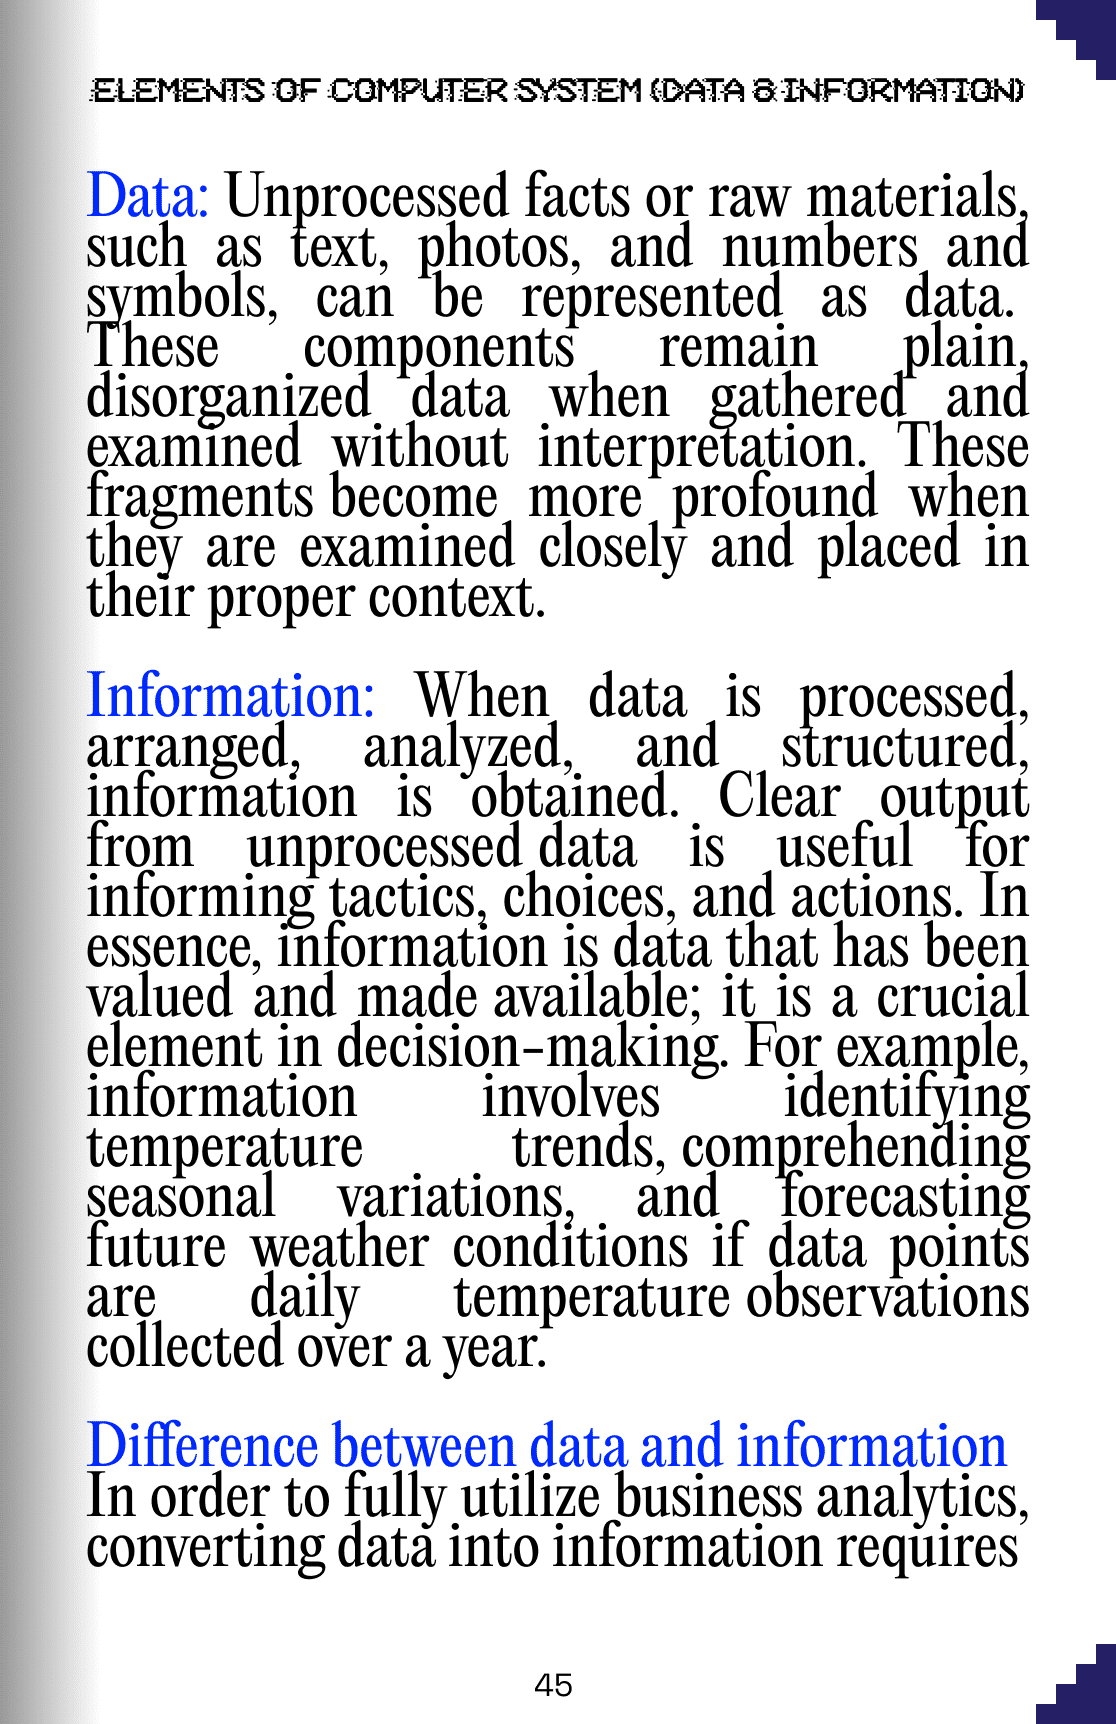 ELEMENTS OF COMPUTER SYSTEM (DATA & INFORMATION)
Data: Unprocessed facts or raw materials,
such as text, photos, and numbers and
symbols, can be represented as data.
These components remain plain,
disorganized data when gathered and
examined without interpretation. These
fragments become more profound when
they are examined closely and placed in
their proper context.
Information: When data is processed,
arranged, analyzed, and structured,
information is obtained. Clear output
from unprocessed data is useful for
informing tactics, choices, and actions. In
essence, information is data that has been
valued and made available; it is a crucial
element in decision-making. For example,
information involves identifying
temperature trends, comprehending
seasonal variations, and forecasting
future weather conditions if data points
are daily temperature observations
collected over a year.
Difference between data and information
In order to fully utilize business analytics,
converting data into information requires
45